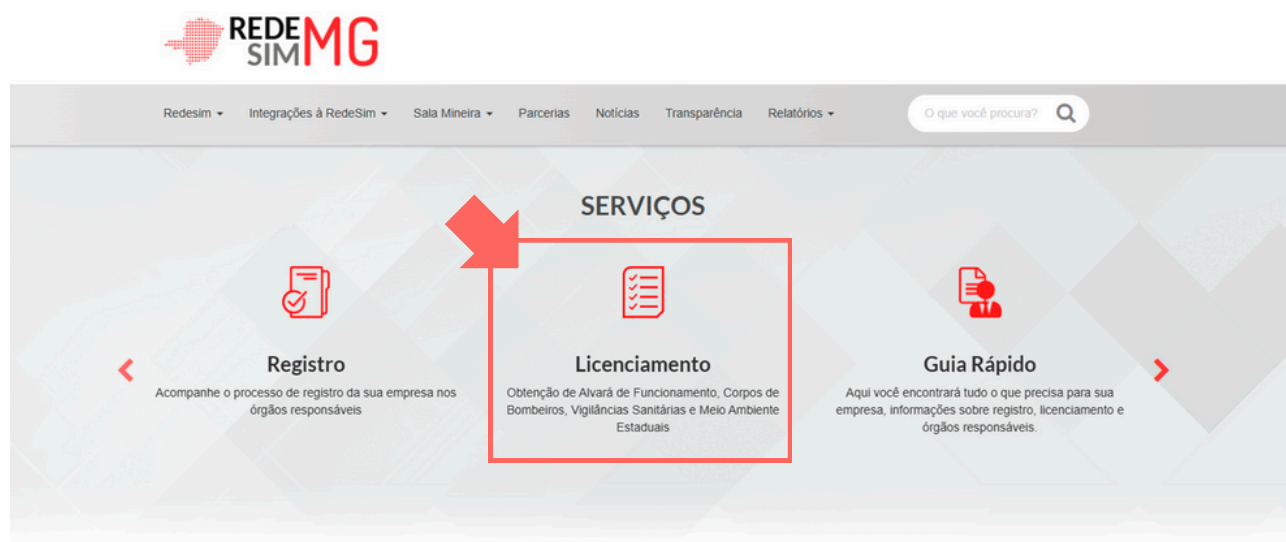 REDE
SIM MG
Redesim Integrações à RedeSim Sala Mineira Parcerias Notícias Transparência Relatórios O que você procura?
SERVIÇOS
Registro
Acompanhe o processo de registro da sua empresa nos
órgãos responsáveis
Licenciamento
Obtenção de Alvará de Funcionamento, Corpos de
Bombeiros, Vigilâncias Sanitárias e Meio Ambiente
Estaduais
Guia Rápido
Aqui você encontrará tudo o que precisa para sua
empresa, informações sobre registro, licenciamento e
órgãos responsáveis.